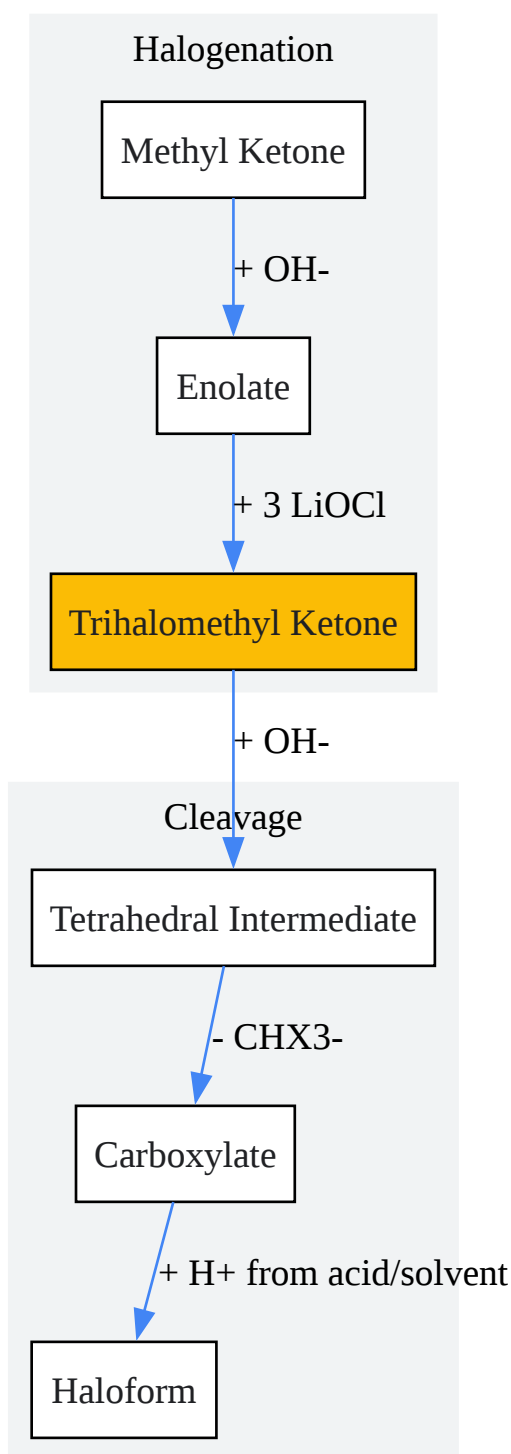 Halogenation
Methyl Ketone
+ OH-
Enolate
+ 3 LiOCl
Trihalomethyl Ketone
+ OH-
Cleavage
Tetrahedral Intermediate
- CHX3-
Carboxylate
+ H+ from acid/solvent
Haloform